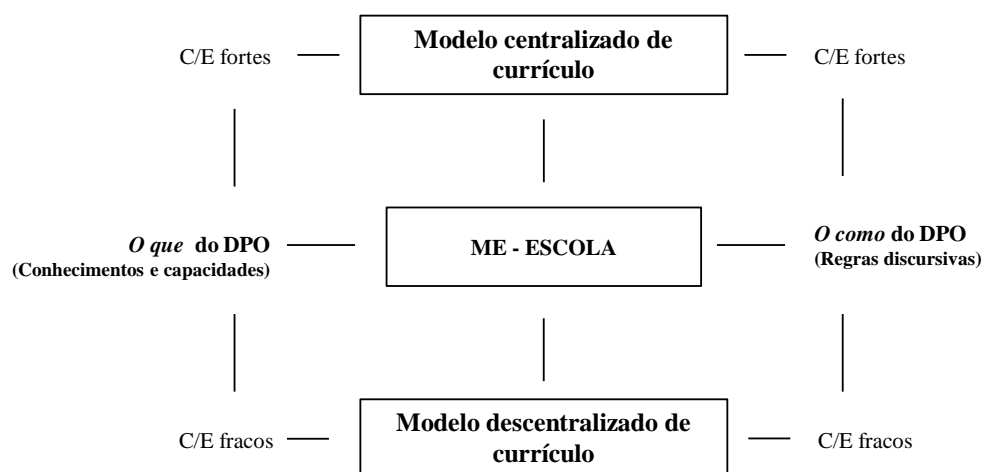 C/E fortes
Modelo centralizado de
currículo
C/E fortes
O que do DPO
(Conhecimentos e capacidades)
ME - ESCOLA
O como do DPO
(Regras discursivas)
C/E fracos
Modelo descentralizado de
currículo
C/E fracos